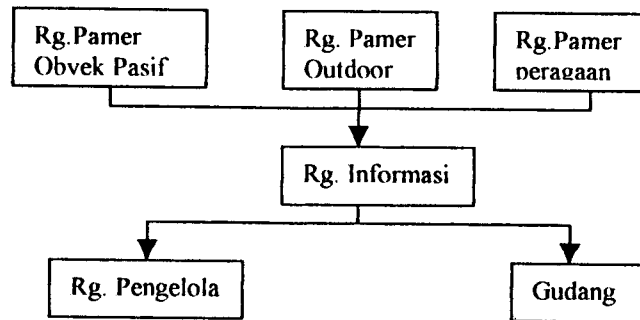 Rg.Pamer
Obyek Pasif
Rg. Pamer
Outdoor
Rg.Pamer
peragaan
Rg. Informasi
Rg. Pengelola
Gudang